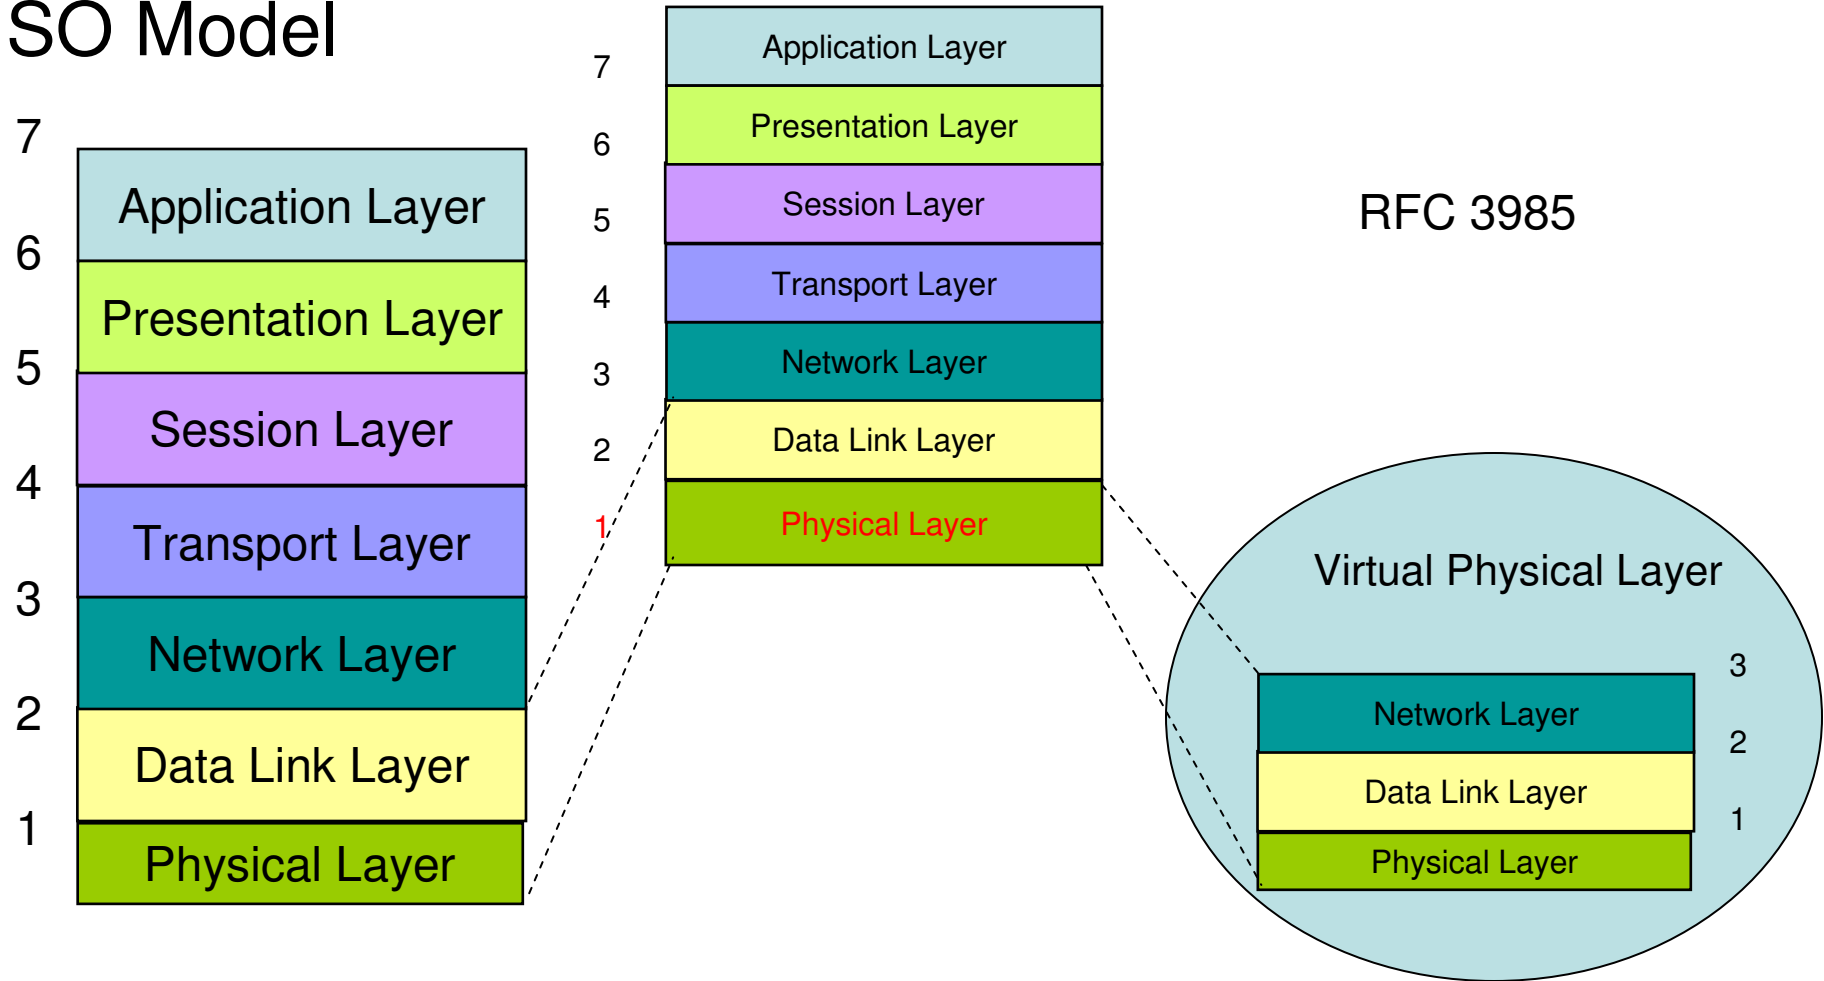 SO Model
7
Application Layer
6
Presentation Layer
5
Session Layer
4
Transport Layer
3
Network Layer
2
Data Link Layer
1
Physical Layer
Application Layer
7
Presentation Layer
6
Session Layer
5
Transport Layer
4
Network Layer
3
Data Link Layer
2
Physical Layer
1
RFC 3985
Virtual Physical Layer
3
Network Layer
2
Data Link Layer
1
Physical Layer